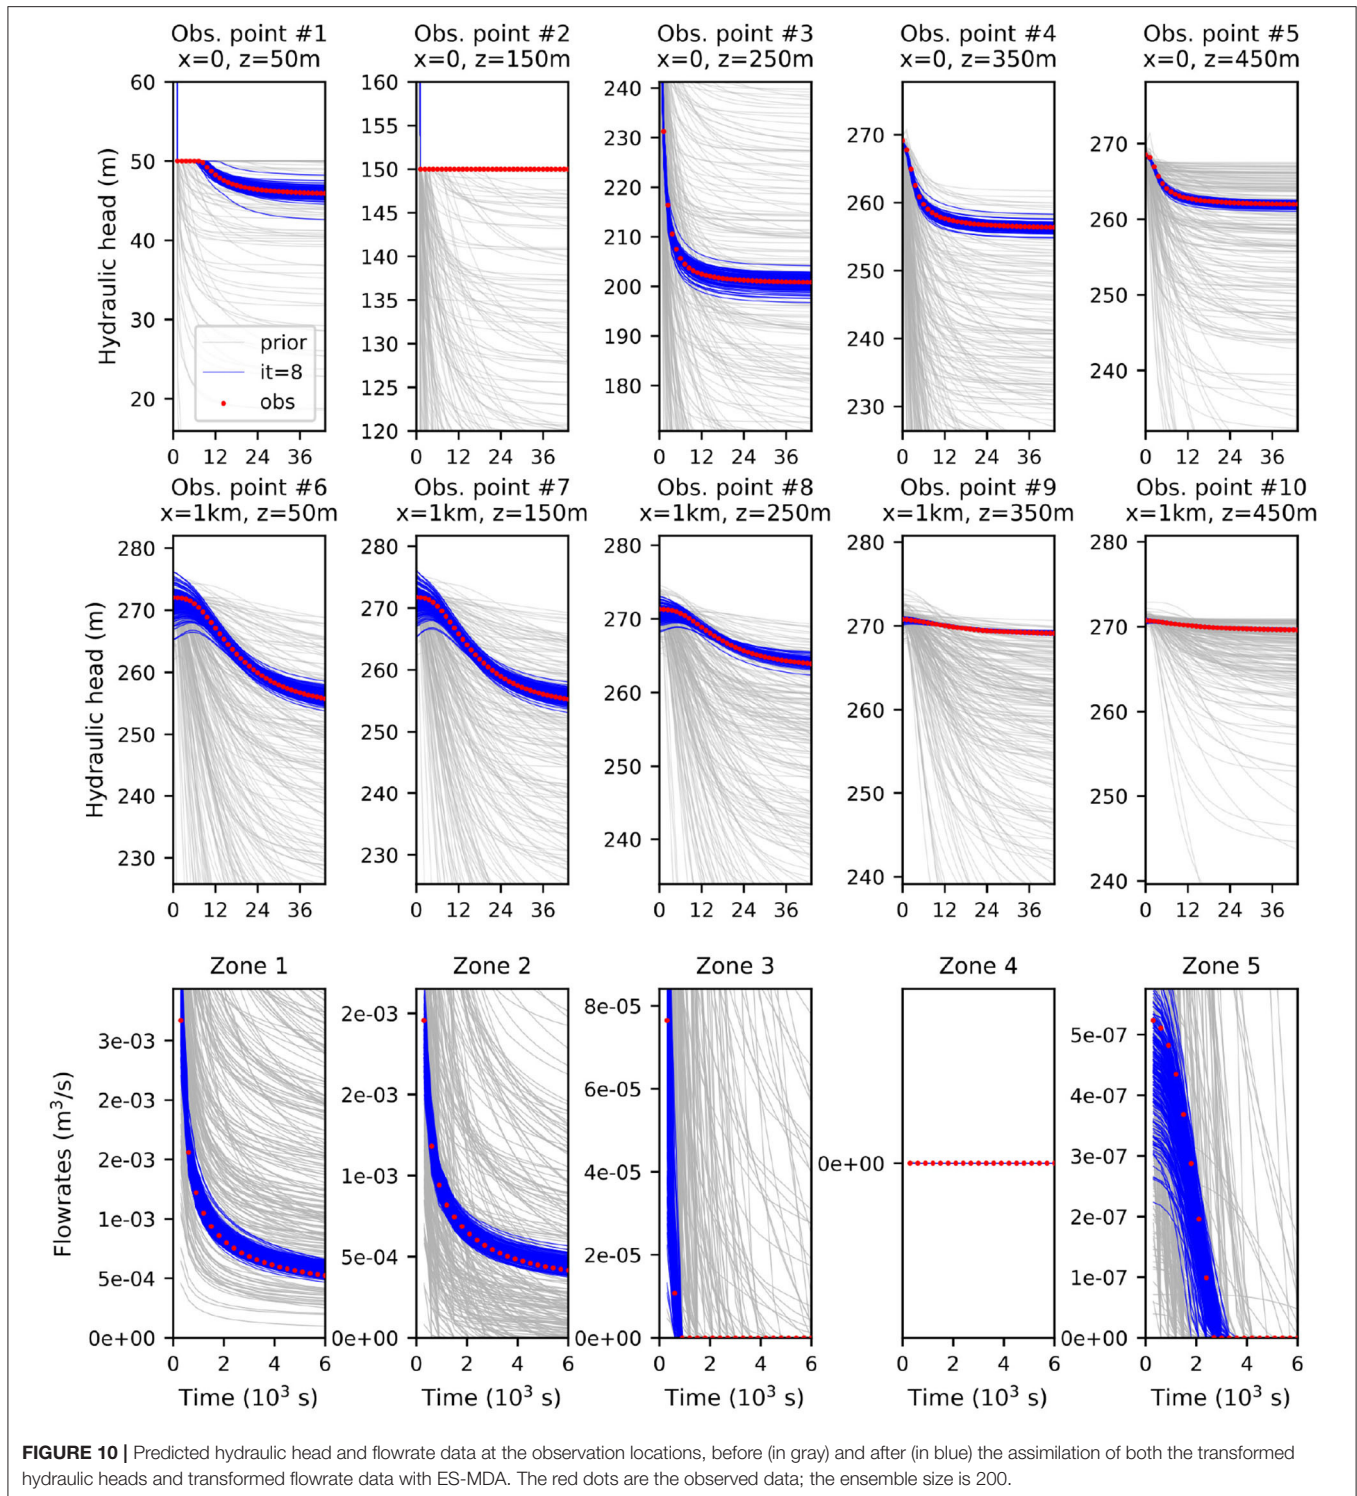 Obs. point #1
x=0, z=50m
Obs. point #2
x=0, z=150m
Obs. point #3
x=0, z=250m
Obs. point #4
x=0, z=350m
Obs. point #5
x=0, z=450m
Hydraulic head (m)
60
50
40
30
20
prior
it=8
obs
0 12 24 36
160
155
150
145
140
135
130
125
120
0 12 24 36
240
230
220
210
200
190
180
0 12 24 36
270
260
250
240
230
0 12 24 36
270
260
250
240
0 12 24 36
Obs. point #6
x=1km, z=50m
Obs. point #7
x=1km, z=150m
Obs. point #8
x=1km, z=250m
Obs. point #9
x=1km, z=350m
Obs. point #10
x=1km, z=450m
Hydraulic head (m)
280
270
260
250
240
230
0 12 24 36
280
270
260
250
240
230
0 12 24 36
280
270
260
250
240
0 12 24 36
280
270
260
250
240
0 12 24 36
280
270
260
250
240
0 12 24 36
Zone 1
Zone 2
Zone 3
Zone 4
Zone 5
Flowrates (m³/s)
3e-03
2e-03
2e-03
1e-03
5e-04
0e+00
0 2 4 6
Time (10³ s)
2e-03
2e-03
1e-03
5e-04
0e+00
0 2 4 6
Time (10³ s)
8e-05
6e-05
4e-05
2e-05
0e+00
0 2 4 6
Time (10³ s)
0e+00
0 2 4 6
Time (10³ s)
5e-07
4e-07
3e-07
2e-07
1e-07
0e+00
0 2 4 6
Time (10³ s)
FIGURE 10 | Predicted hydraulic head and flowrate data at the observation locations, before (in gray) and after (in blue) the assimilation of both the transformed
hydraulic heads and transformed flowrate data with ES-MDA. The red dots are the observed data; the ensemble size is 200.